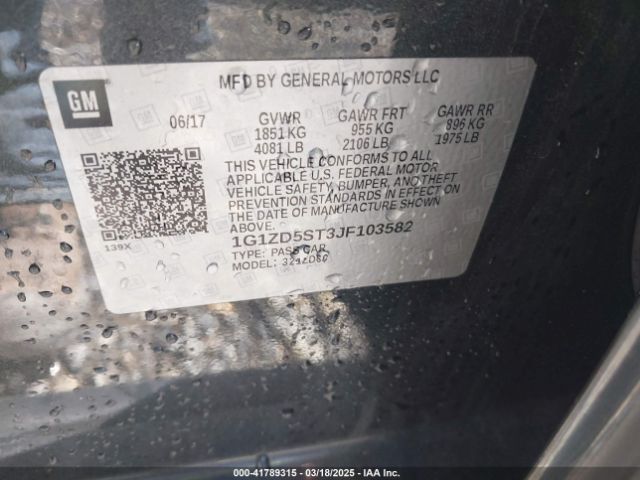 GM
MFD BY GENERAL MOTORS LLC
06/17 GVWR GAWR FRT GAWR RR
1851 KG 955 KG 896 KG
4081 LB 2106 LB 1975 LB
THIS VEHICLE CONFORMS TO ALL
APPLICABLE U.S. FEDERAL MOTOR
VEHICLE SAFETY, BUMPER, AND THEFT
PREVENTION STANDARDS IN EFFECT ON
THE DATE OF MANUFACTURE SHOWN
ABOVE.
139X
1G1ZD5ST3JF103582
TYPE: PASS CAR
MODEL:
000-41789315 / 03/18/2025 / IAA Inc.